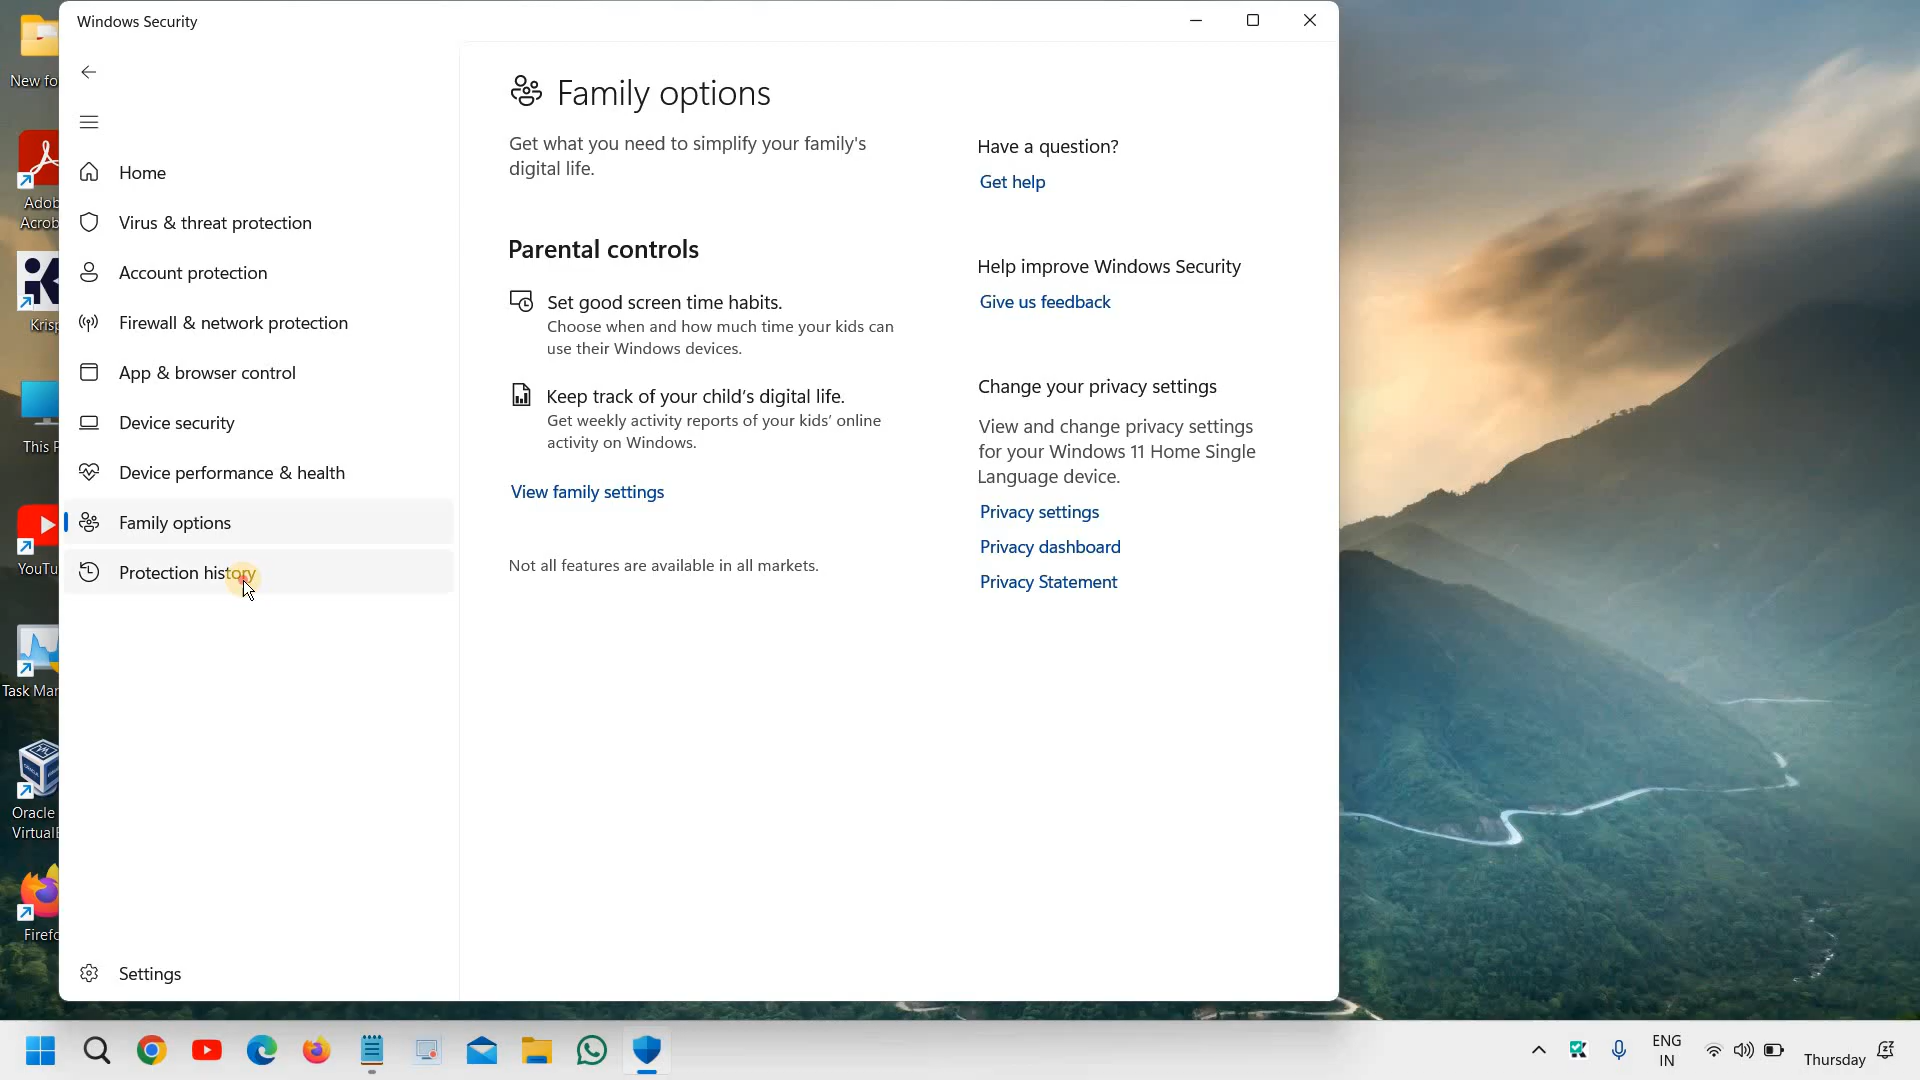 Windows Security
New fo
Adob
Acrob
Krisp
This P
YouTu
Task Mar
Oracle
VirtualB
Firefo
Home
Virus & threat protection
Account protection
Firewall & network protection
App & browser control
Device security
Device performance & health
Family options
Protection history
Settings
Family options
Get what you need to simplify your family's
digital life.
Parental controls
Set good screen time habits.
Choose when and how much time your kids can
use their Windows devices.
Keep track of your child's digital life.
Get weekly activity reports of your kids' online
activity on Windows.
View family settings
Not all features are available in all markets.
Have a question?
Get help
Help improve Windows Security
Give us feedback
Change your privacy settings
View and change privacy settings
for your Windows 11 Home Single
Language device.
Privacy settings
Privacy dashboard
Privacy Statement
ENG
IN
Thursday